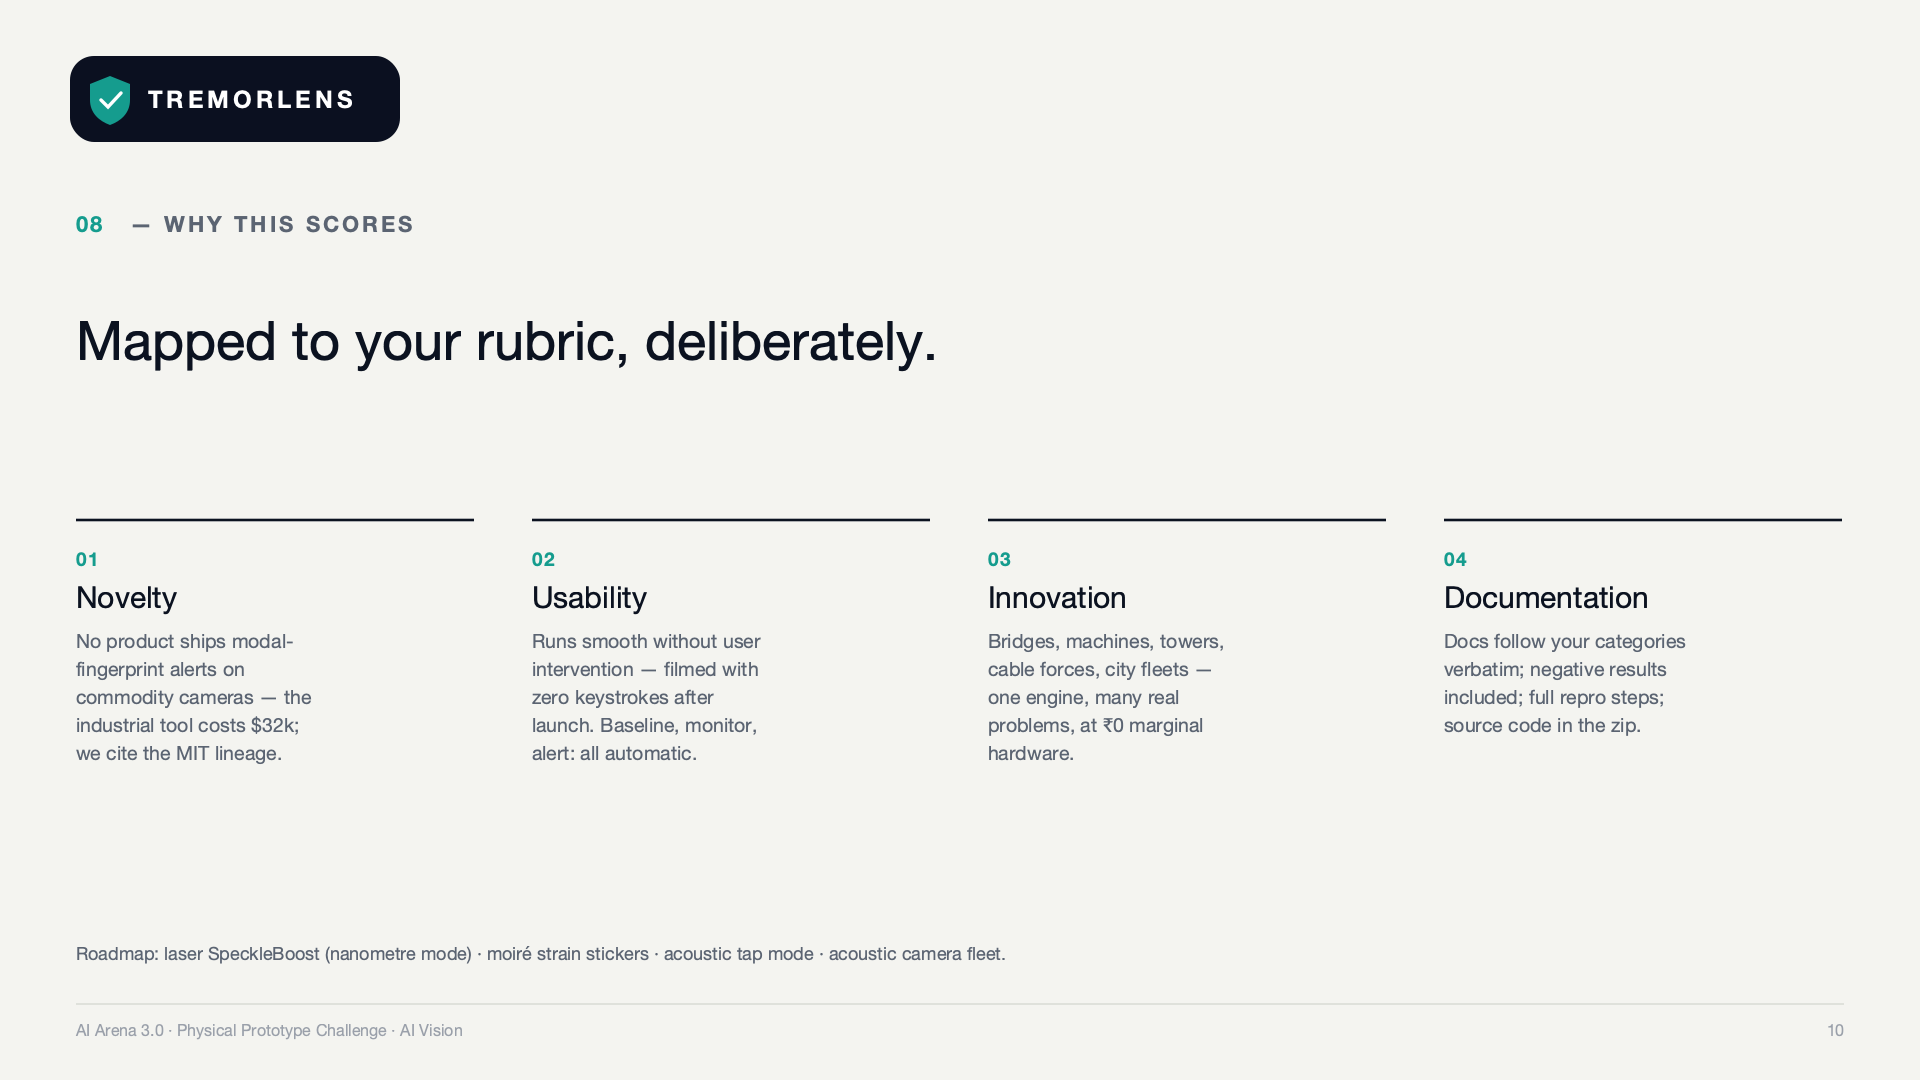 TREMORLENS
08 — WHY THIS SCORES
Mapped to your rubric, deliberately.
01
Novelty
No product ships modal-
fingerprint alerts on
commodity cameras — the
industrial tool costs $32k;
we cite the MIT lineage.
02
Usability
Runs smooth without user
intervention — filmed with
zero keystrokes after
launch. Baseline, monitor,
alert: all automatic.
03
Innovation
Bridges, machines, towers,
cable forces, city fleets —
one engine, many real
problems, at ₹0 marginal
hardware.
04
Documentation
Docs follow your categories
verbatim; negative results
included; full repro steps;
source code in the zip.
Roadmap: laser SpeckleBoost (nanometre mode) · moiré strain stickers · acoustic tap mode · acoustic camera fleet.
AI Arena 3.0 · Physical Prototype Challenge · AI Vision
10